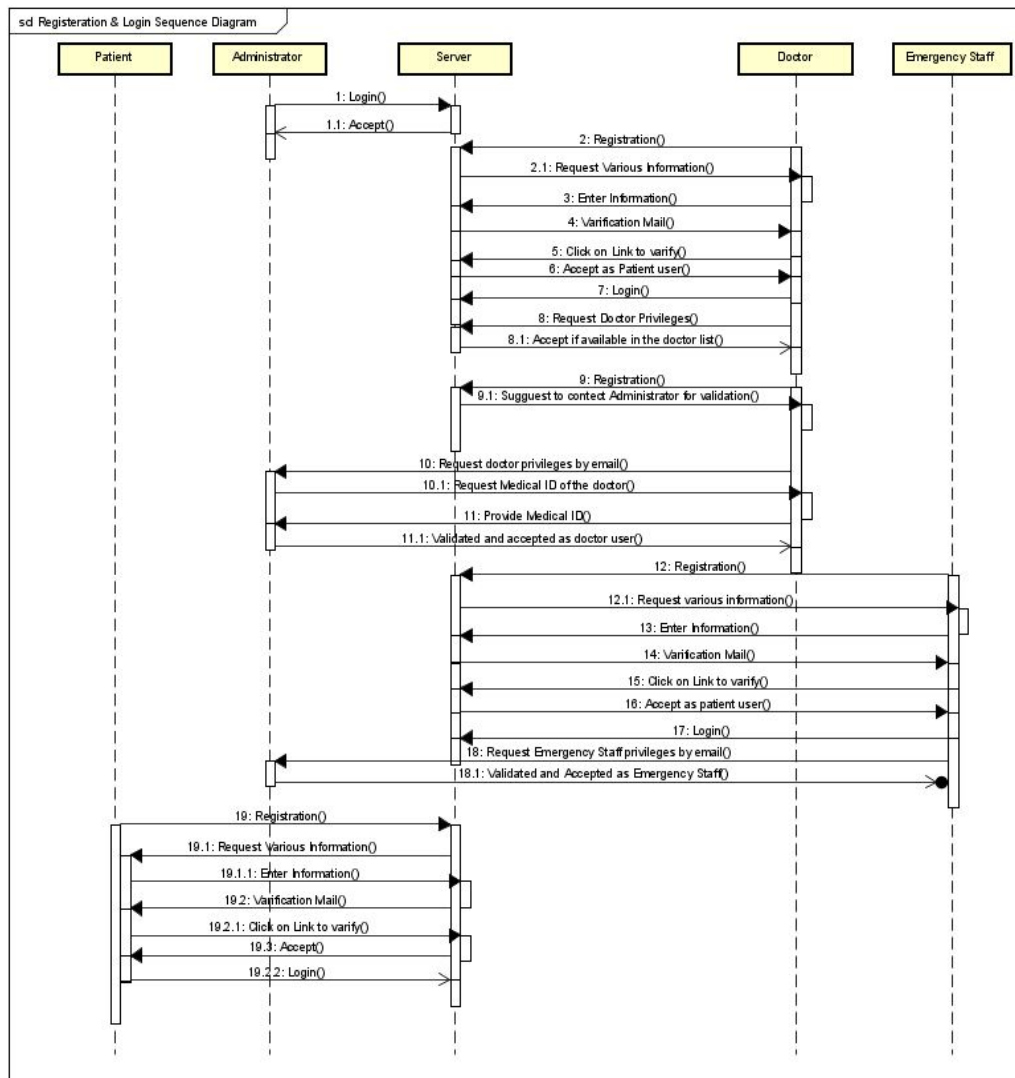 sd Registeration & Login Sequence Diagram
Patient
Administrator
Server
Doctor
Emergency Staff
1: Login()
1.1: Accept()
2: Registration()
2.1: Request Various Information()
3: Enter Information()
4: Varification Mail()
5: Click on Link to varify()
6: Accept as Patient user()
7: Login()
8: Request Doctor Privileges()
8.1: Accept if available in the doctor list()
9: Registration()
9.1: Sugguest to contect Administrator for validation()
10: Request doctor privileges by email()
10.1: Request Medical ID of the doctor()
11: Provide Medical ID()
11.1: Validated and accepted as doctor user()
12: Registration()
12.1: Request various information()
13: Enter Information()
14: Varification Mail()
15: Click on Link to varify()
16: Accept as patient user()
17: Login()
18: Request Emergency Staff privileges by email()
18.1: Validated and Accepted as Emergency Staff()
19: Registration()
19.1: Request Various Information()
19.1.1: Enter Information()
19.2: Varification Mail()
19.2.1: Click on Link to varify()
19.3: Accept()
19.2.2: Login()